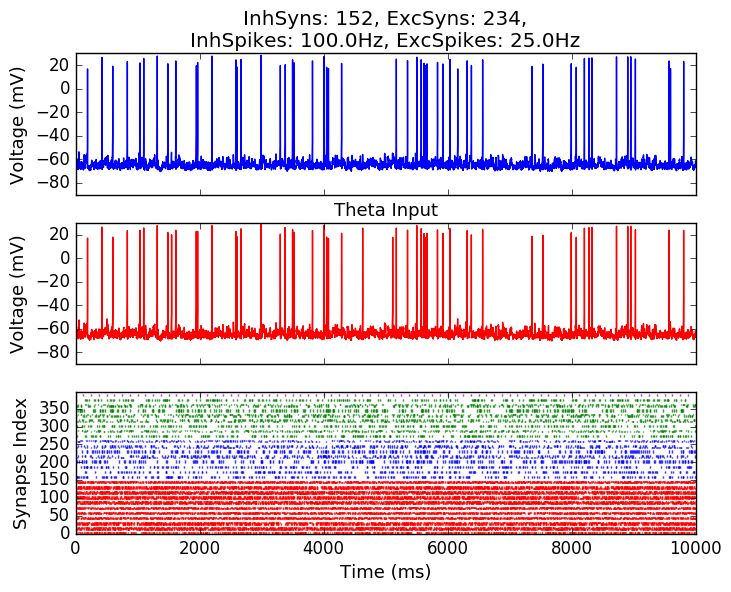 InhSyns: 152, ExcSyns: 234,
InhSpikes: 100.0Hz, ExcSpikes: 25.0Hz
20
0
−20
−40
−60
−80
Voltage (mV)
Theta Input
20
0
−20
−40
−60
−80
Voltage (mV)
350
300
250
200
150
100
50
0
Synapse Index
0 2000 4000 6000 8000 10000
Time (ms)